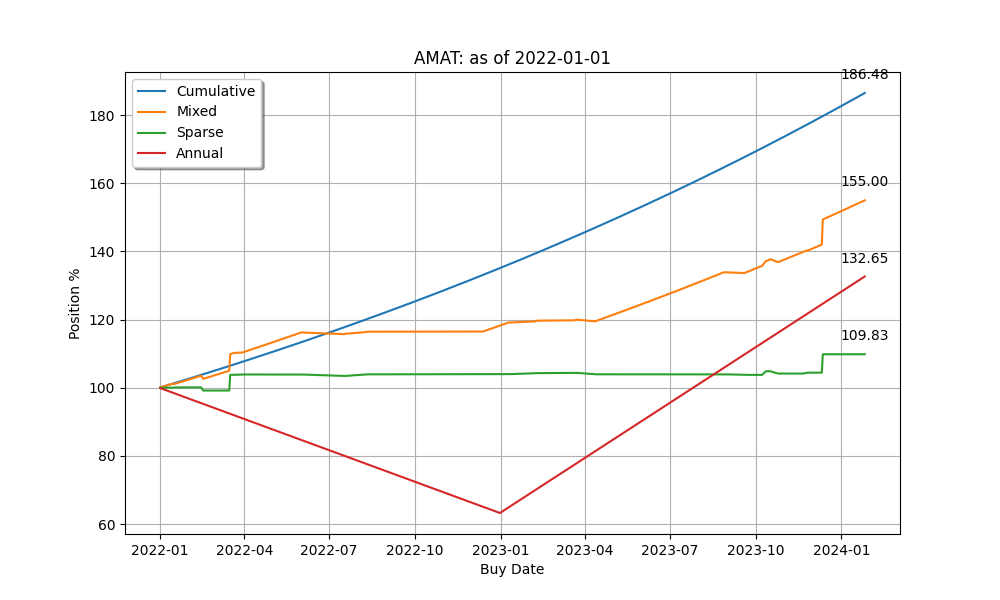 AMAT: as of 2022-01-01
186.48
Cumulative
Mixed
Sparse
Annual
155.00
132.65
109.83
180
160
140
120
100
80
60
Position %
2022-01 2022-04 2022-07 2022-10 2023-01 2023-04 2023-07 2023-10 2024-01
Buy Date